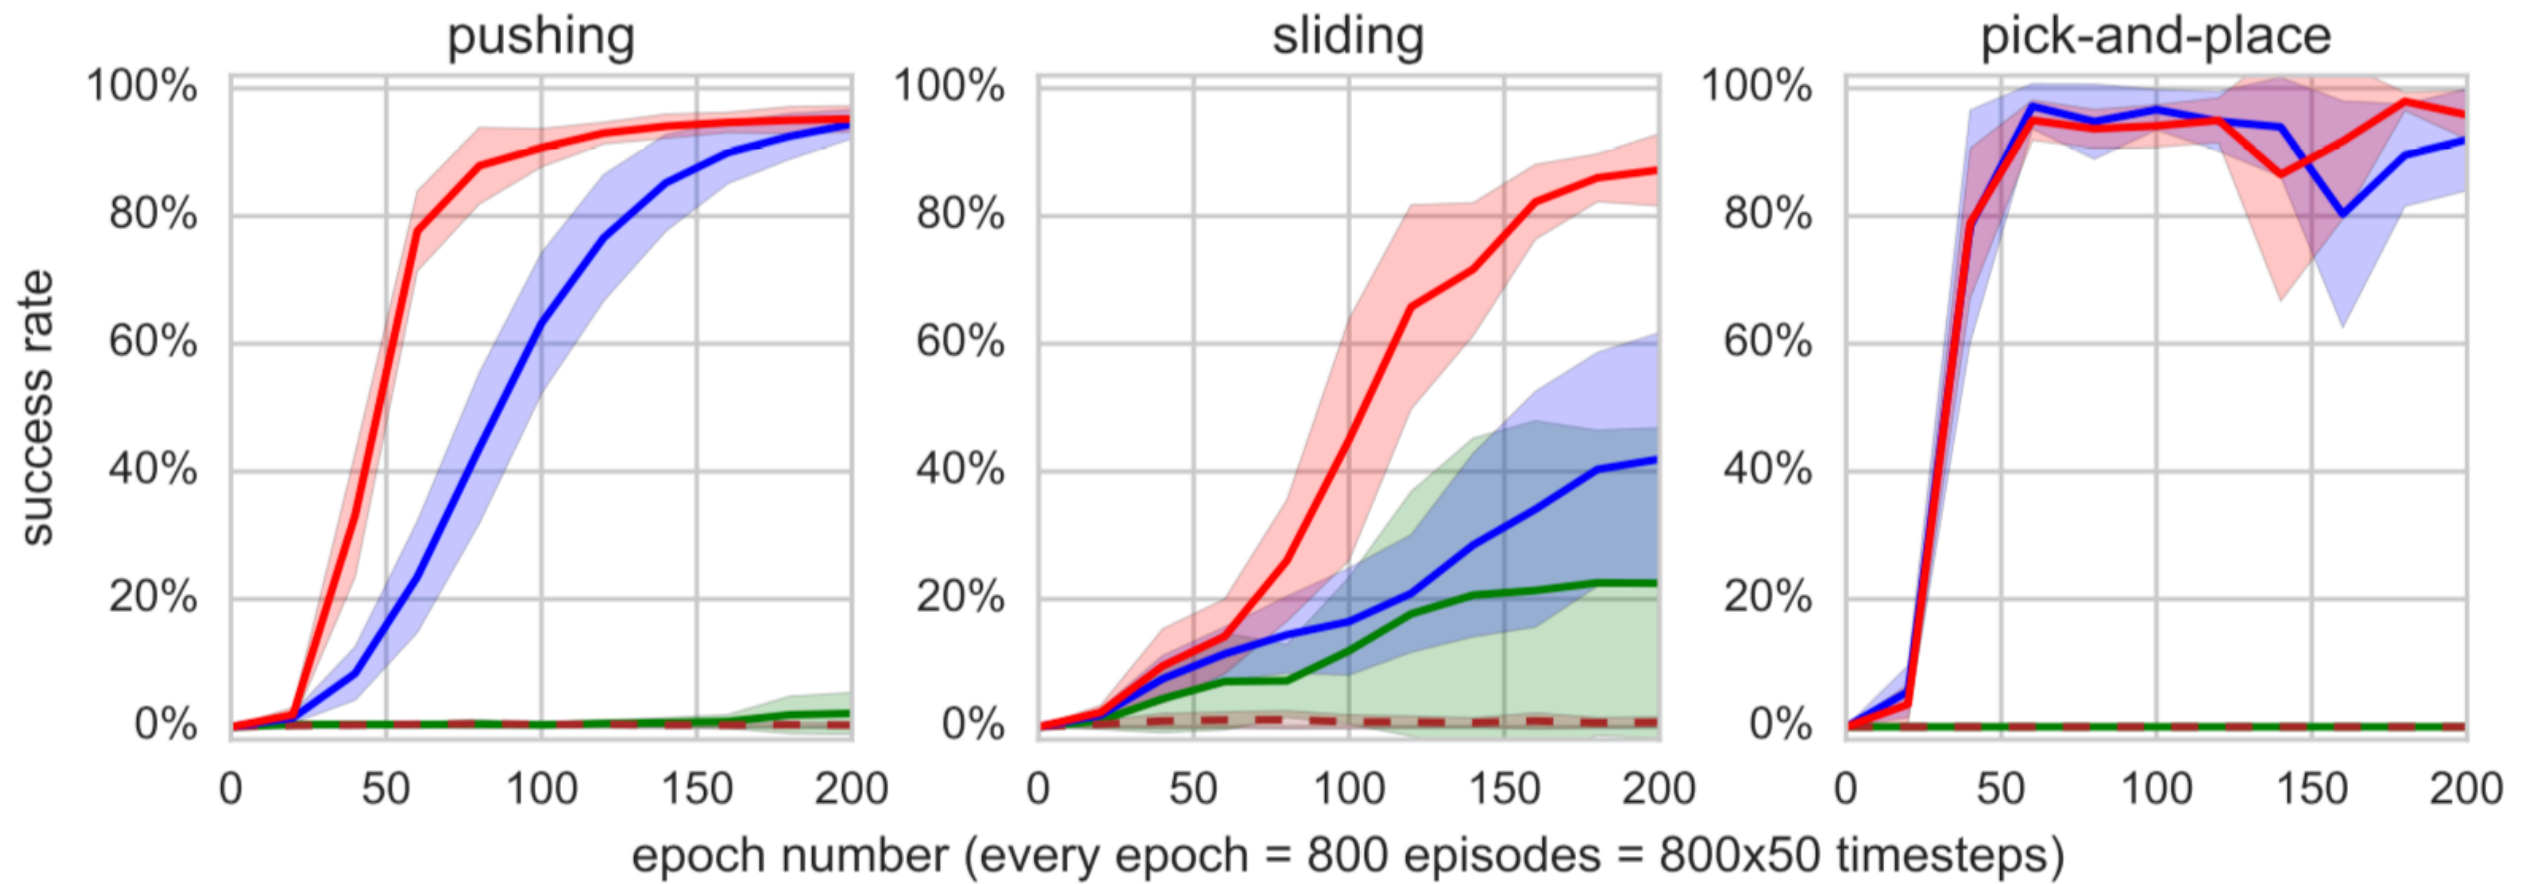 pushing
sliding
pick-and-place
success rate
100%
80%
60%
40%
20%
0%
0 50 100 150 200
100%
80%
60%
40%
20%
0%
0 50 100 150 200
100%
80%
60%
40%
20%
0%
0 50 100 150 200
epoch number (every epoch = 800 episodes = 800x50 timesteps)